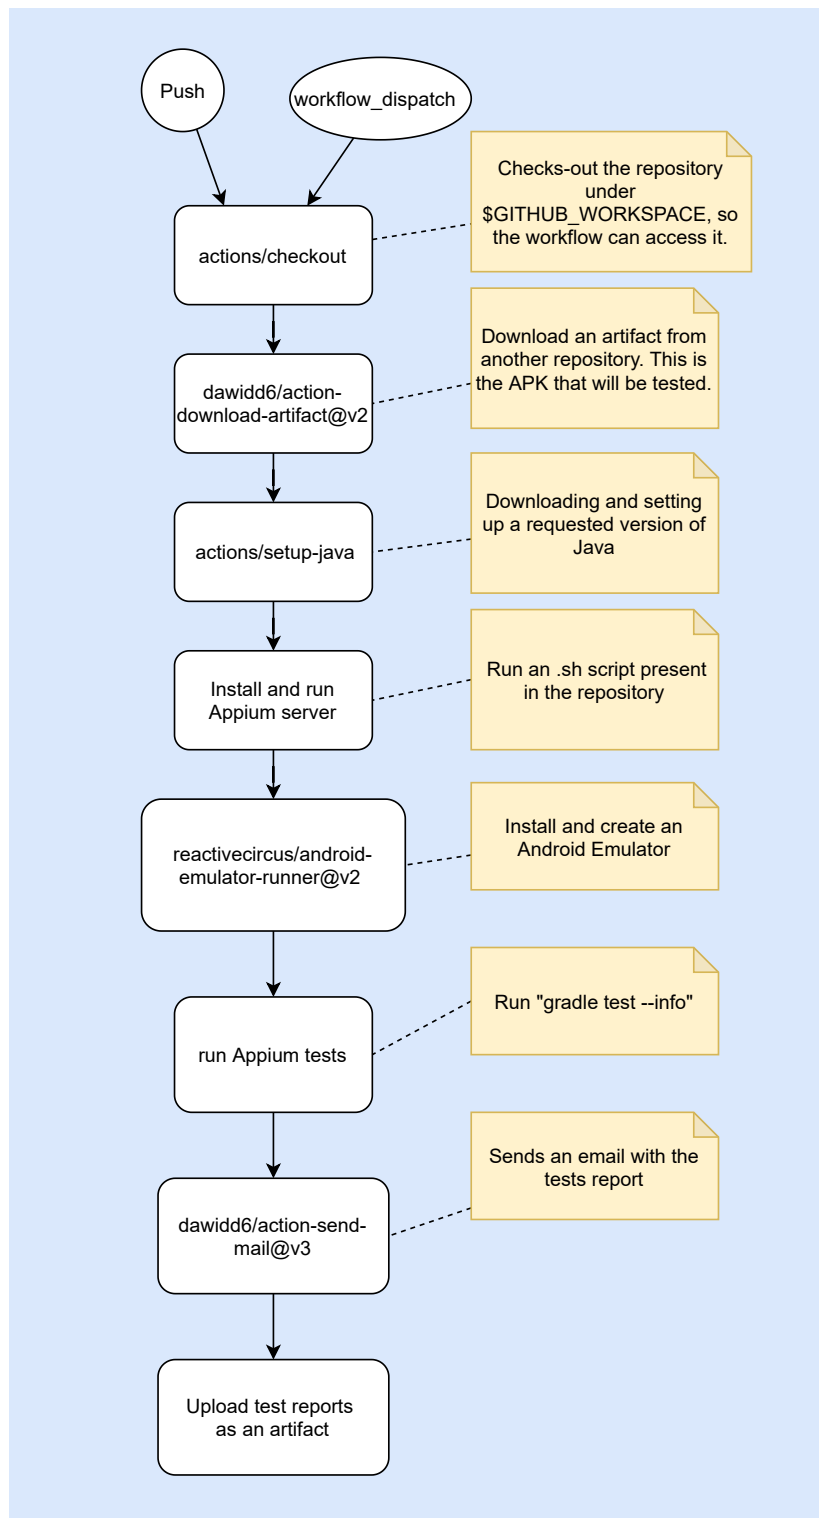 Push
workflow_dispatch
Checks-out the repository
under
$GITHUB_WORKSPACE, so
the workflow can access it.
actions/checkout
Download an artifact from
another repository. This is
the APK that will be tested.
dawidd6/action-
download-artifact@v2
Downloading and setting
up a requested version of
Java
actions/setup-java
Run an .sh script present
in the repository
Install and run
Appium server
Install and create an
Android Emulator
reactivecircus/android-
emulator-runner@v2
Run "gradle test --info"
run Appium tests
Sends an email with the
tests report
dawidd6/action-send-
mail@v3
Upload test reports
as an artifact